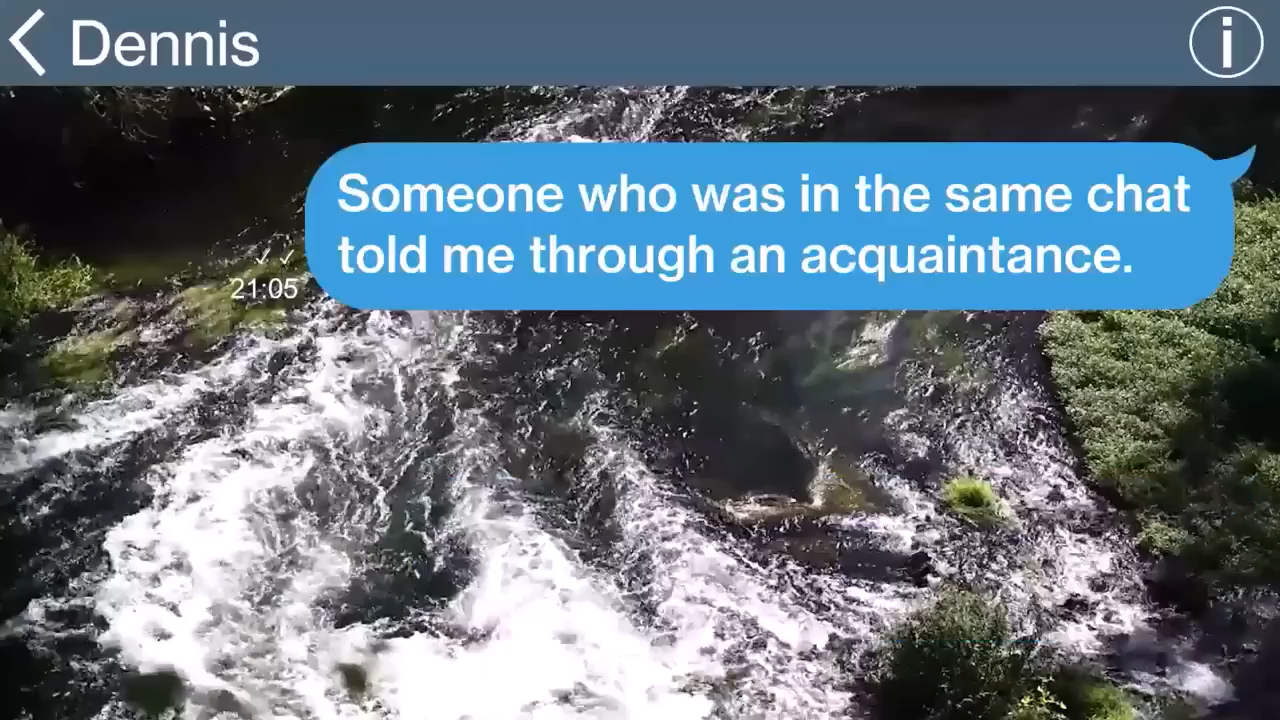 Dennis
Someone who was in the same chat
told me through an acquaintance.
21:05